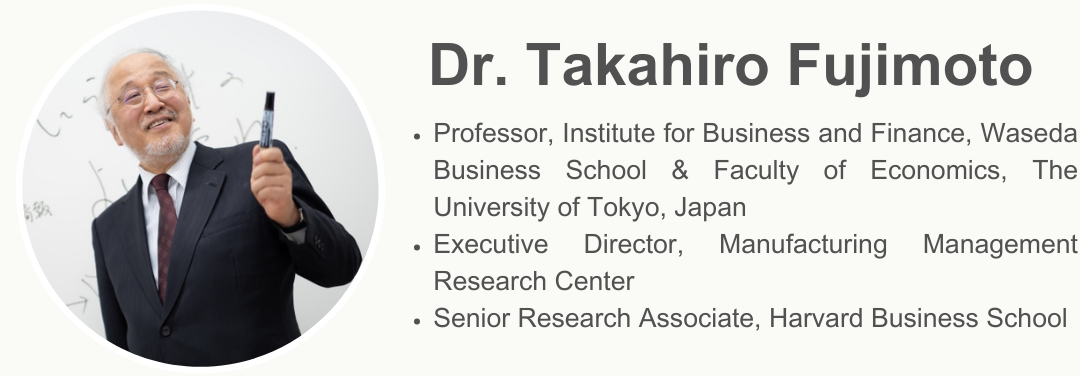 Dr. Takahiro Fujimoto
• Professor, Institute for Business and Finance, Waseda
Business School & Faculty of Economics, The
University of Tokyo, Japan
• Executive Director, Manufacturing Management
Research Center
• Senior Research Associate, Harvard Business School